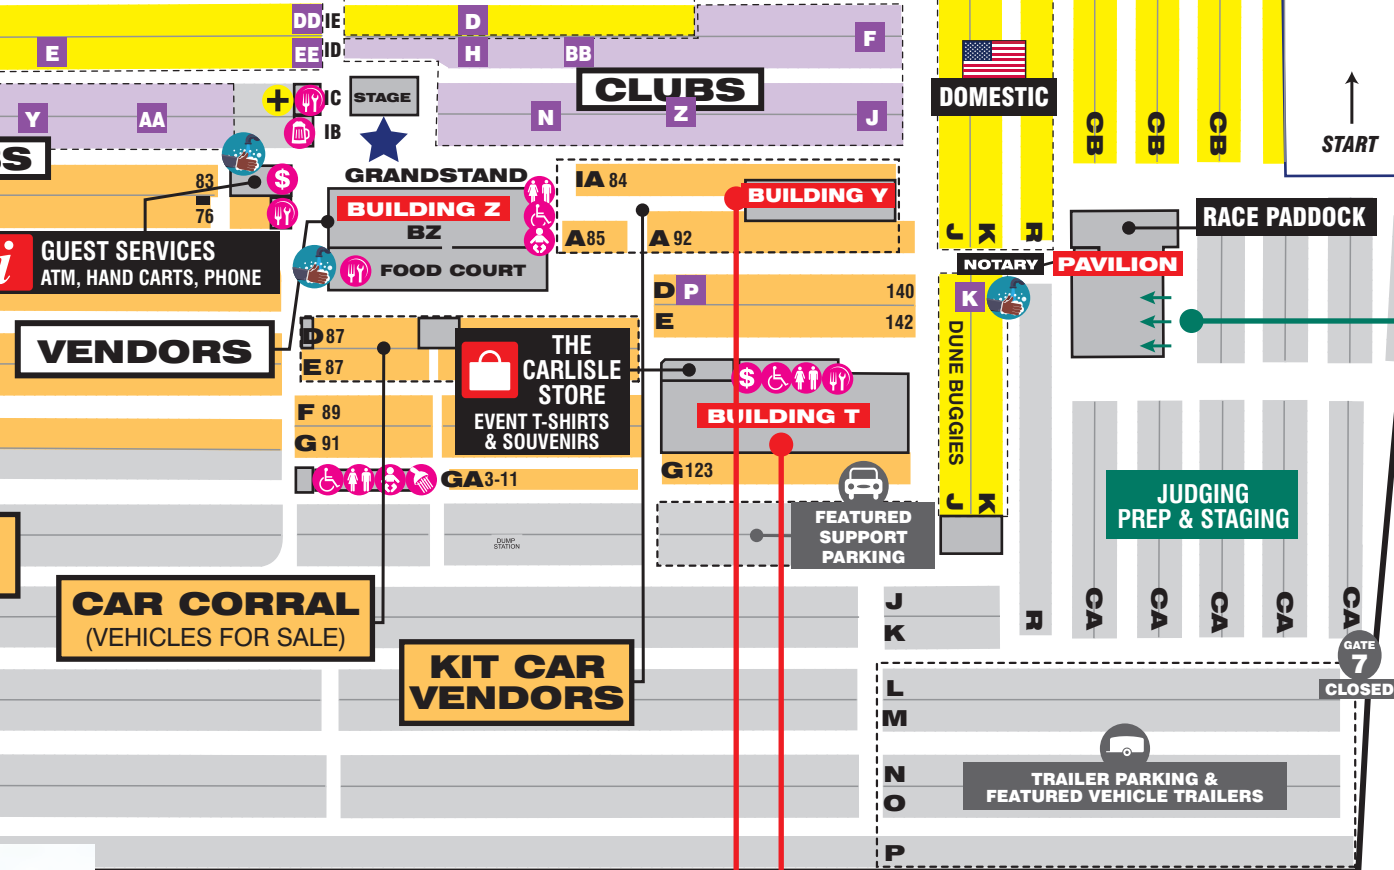 DD
IE
D
E
EE
ID
H
BB
F
CLUBS
Y
AA
IC
STAGE
N
Z
J
IB
SS
DOMESTIC
CB
CB
CB
START
83
76
$
GRANDSTAND
BUILDING Z
BZ
FOOD COURT
IA 84
BUILDING Y
A 85
A 92
J
K
R
RACE PADDOCK
NOTARY
PAVILION
i
GUEST SERVICES
ATM, HAND CARTS, PHONE
D
P
140
E
142
K
DUNE BUGGIES
J
K
VENDORS
D 87
E 87
F 89
G 91
THE
CARLISLE
STORE
EVENT T-SHIRTS
& SOUVENIRS
$
BUILDING T
GA 3-11
G 123
FEATURED
SUPPORT
PARKING
DUMP
STATION
JUDGING
PREP & STAGING
CAR CORRAL
(VEHICLES FOR SALE)
KIT CAR
VENDORS
J
K
R
CA
CA
CA
CA
CA
GATE
7
CLOSED
L
M
N
O
P
TRAILER PARKING &
FEATURED VEHICLE TRAILERS